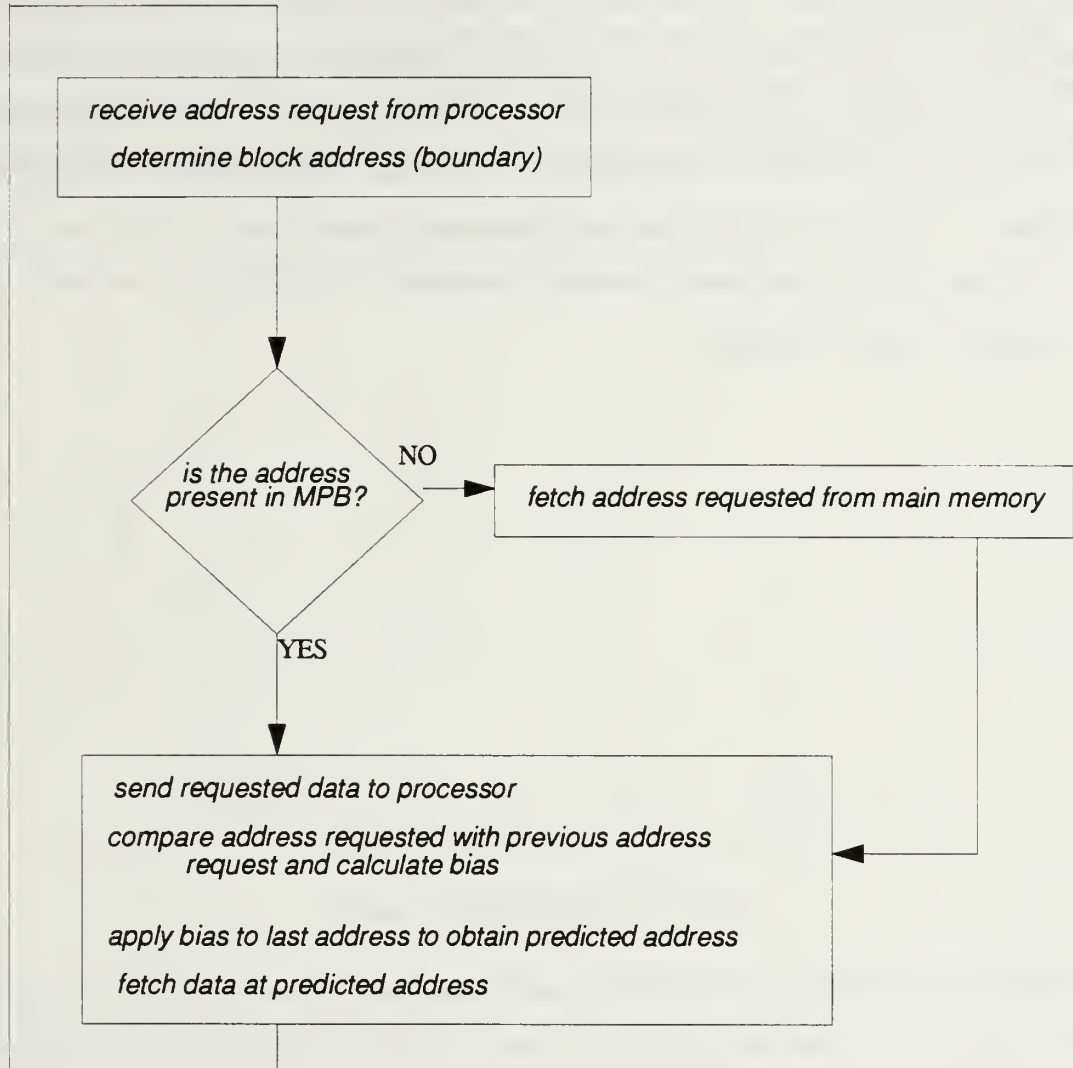 receive address request from processor
determine block address (boundary)
is the address
present in MPB?
NO
fetch address requested from main memory
YES
send requested data to processor
compare address requested with previous address
request and calculate bias
apply bias to last address to obtain predicted address
fetch data at predicted address